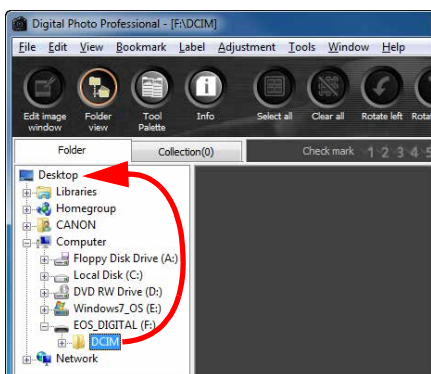 Digital Photo Professional - [F:\DCIM]
File Edit View Bookmark Label Adjustment Tools Window Help
Edit image window Folder view Tool Palette Info Select all Clear all Rotate left
Folder Collection(0) Check mark 1 2 3 4 5
Desktop
Libraries
Homegroup
CANON
Computer
Floppy Disk Drive (A:)
Local Disk (C:)
DVD RW Drive (D:)
Windows7_OS (E:)
EOS_DIGITAL (F:)
DCIM
Network